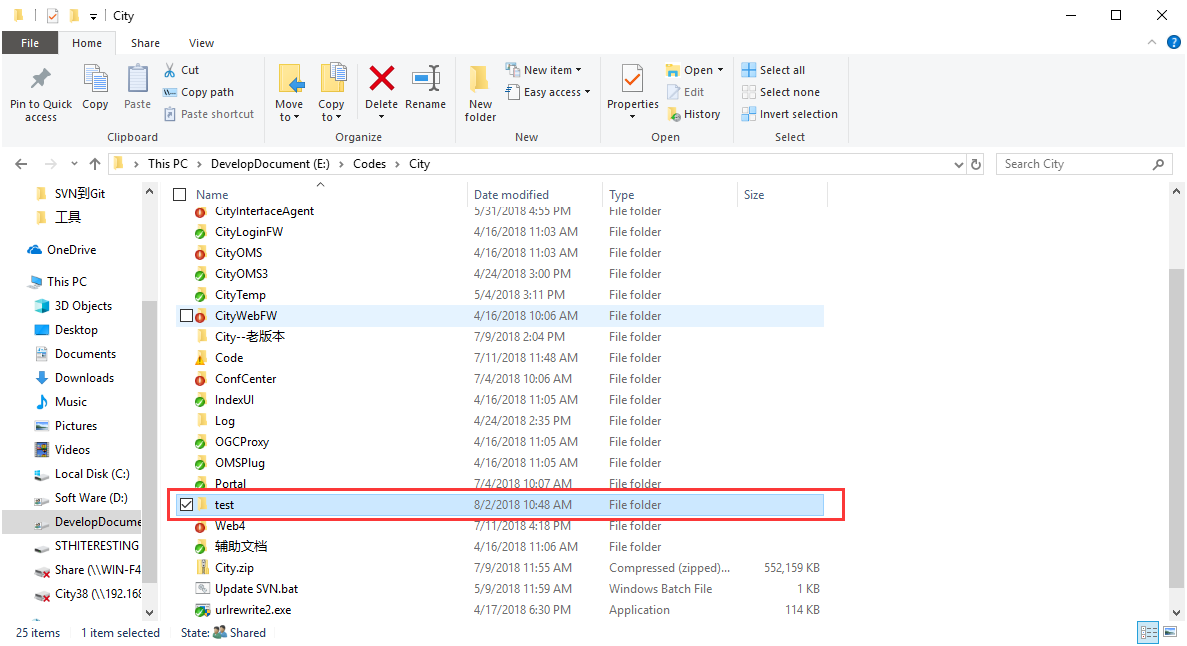 City
File Home Share View
Pin to Quick access
Copy
Paste
Cut
Copy path
Paste shortcut
Clipboard
Move to
Copy to
Delete
Rename
Organize
New folder
New item
Easy access
New
Properties
Open
Edit
History
Open
Select all
Select none
Invert selection
Select
This PC > DevelopDocument (E:) > Codes > City
Search City
SVN到Git
工具
OneDrive
This PC
3D Objects
Desktop
Documents
Downloads
Music
Pictures
Videos
Local Disk (C:)
Soft Ware (D:)
DevelopDocume
STHITERESTING
Share (\\WIN-F4
City38 (\\192.168
Name Date modified Type Size
CityInterfaceAgent 5/31/2018 4:55 PM File folder
CityLoginFW 4/16/2018 11:03 AM File folder
CityOMS 4/16/2018 11:03 AM File folder
CityOMS3 4/24/2018 3:00 PM File folder
CityTemp 5/4/2018 3:11 PM File folder
CityWebFW 4/16/2018 10:06 AM File folder
City--老版本 7/9/2018 2:04 PM File folder
Code 7/11/2018 11:48 AM File folder
ConfCenter 7/4/2018 10:06 AM File folder
IndexUI 4/16/2018 11:05 AM File folder
Log 4/24/2018 2:35 PM File folder
OGCProxy 4/16/2018 11:05 AM File folder
OMSPlug 4/16/2018 11:05 AM File folder
Portal 7/4/2018 10:07 AM File folder
test 8/2/2018 10:48 AM File folder
Web4 7/11/2018 4:18 PM File folder
辅助文档 4/16/2018 11:06 AM File folder
City.zip 7/9/2018 11:55 AM Compressed (zipped)... 552,159 KB
Update SVN.bat 5/9/2018 11:59 AM Windows Batch File 1 KB
urlrewrite2.exe 4/17/2018 6:30 PM Application 114 KB
25 items 1 item selected State: Shared